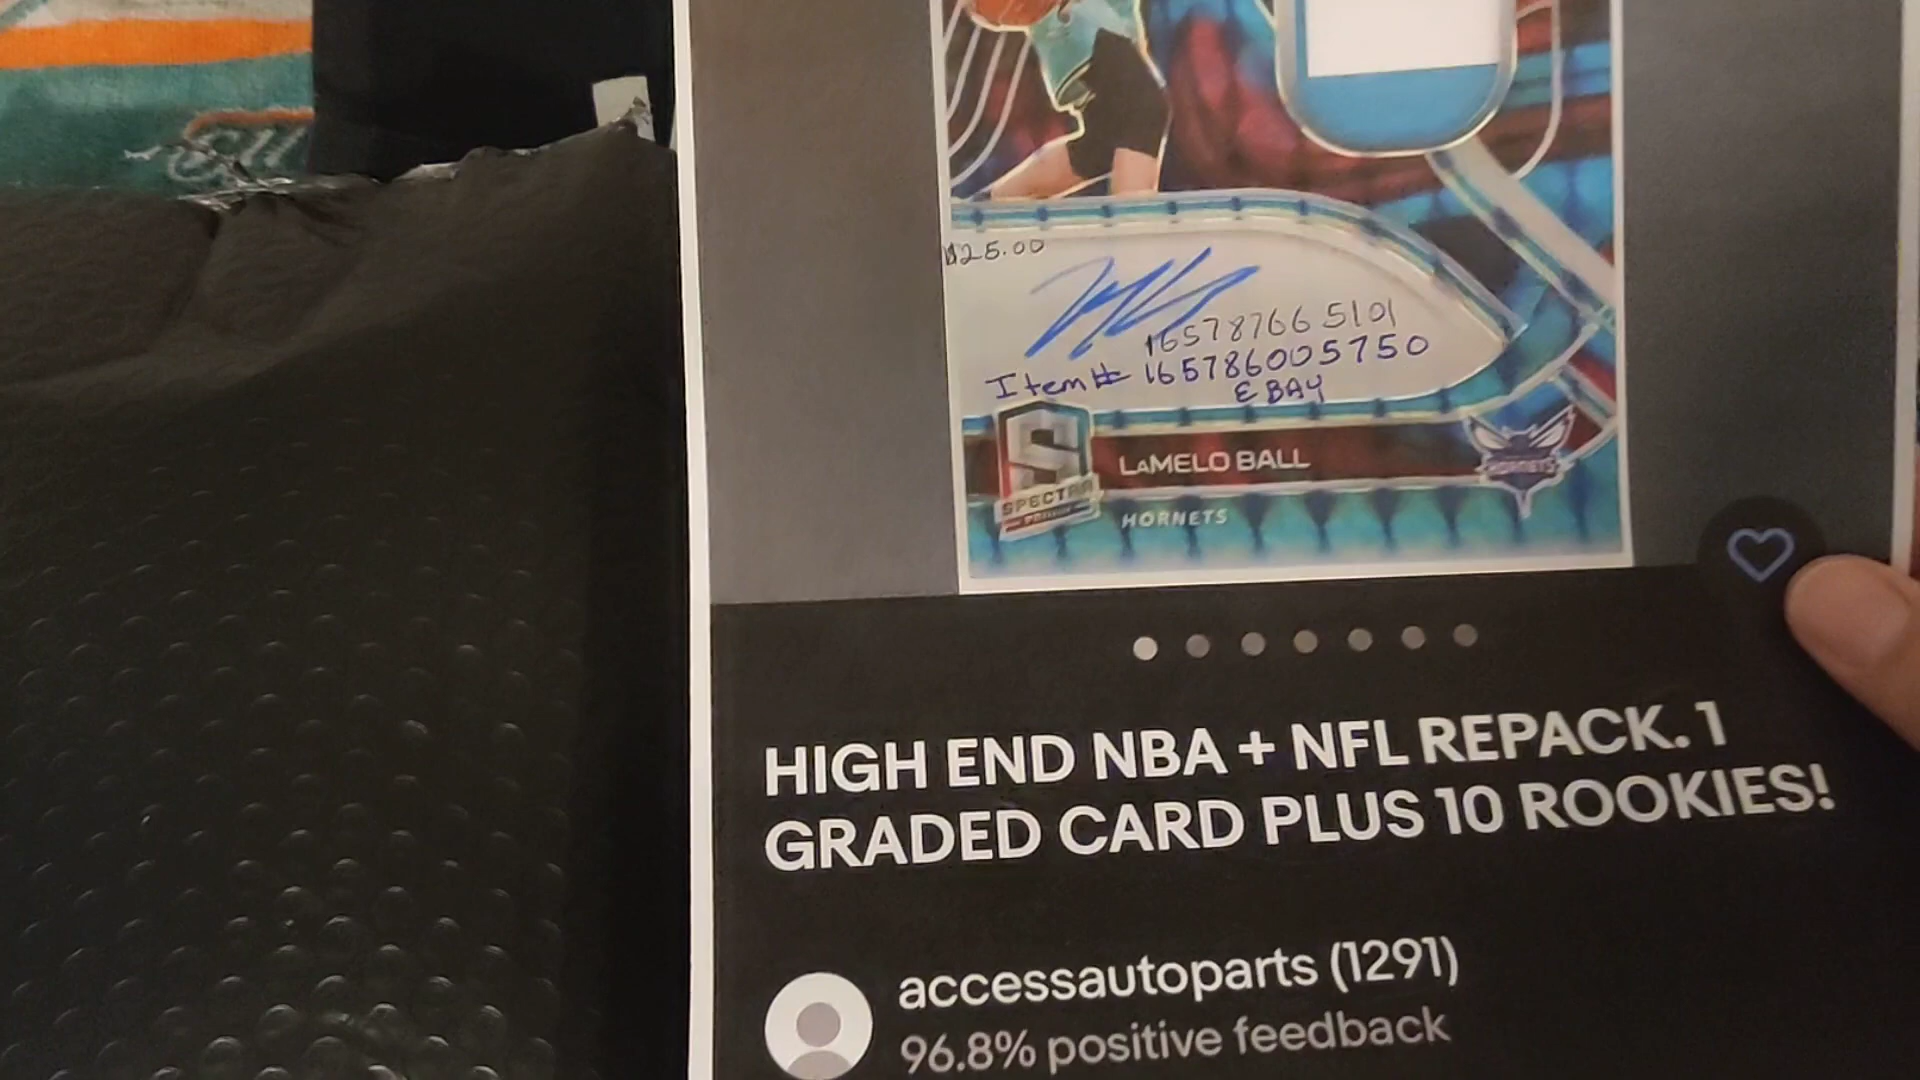 $25.00
165787665101
Item# 165786005750
EBAY
SPECTRA
LAMELO BALL
HORNETS
HORNETS
HIGH END NBA + NFL REPACK. 1
GRADED CARD PLUS 10 ROOKIES!
accessautoparts (1291)
96.8% positive feedback